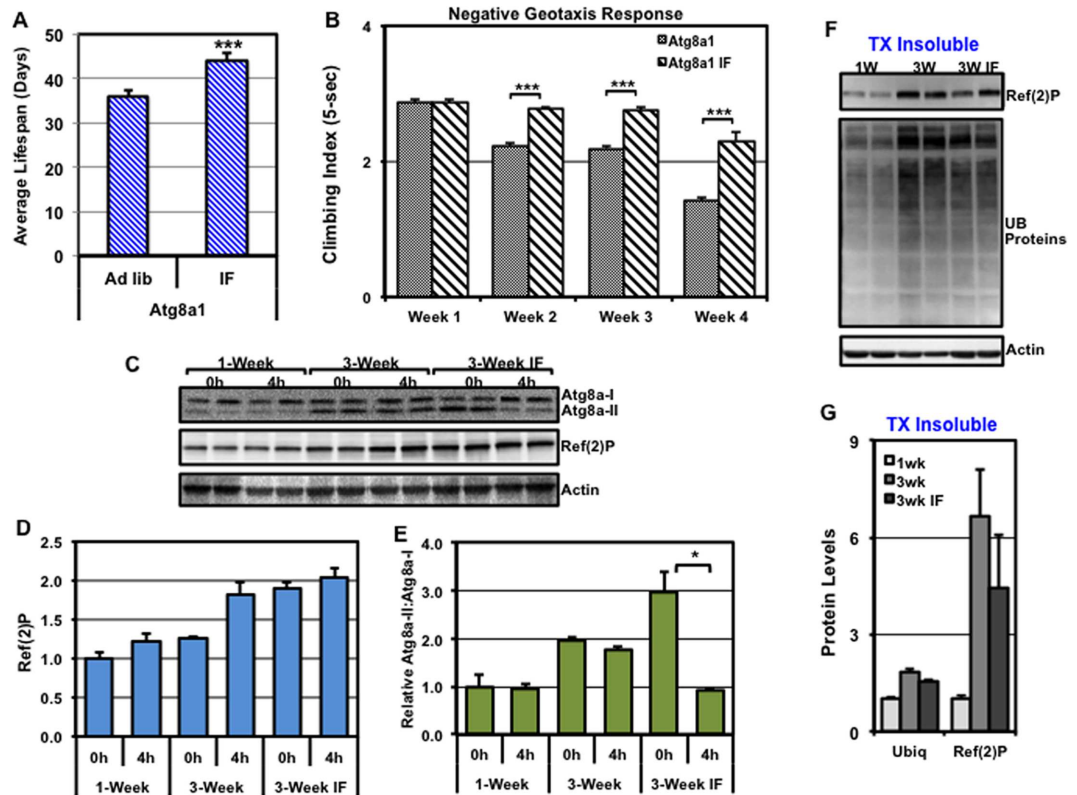 A
50
40
30
20
10
0
Average Lifespan (Days)
***
Ad lib IF
Atg8a1
B
Negative Geotaxis Response
4
2
0
Climbing Index (5-sec)
Atg8a1
Atg8a1 IF
*** *** ***
Week 1 Week 2 Week 3 Week 4
C
1-Week 3-Week 3-Week IF
0h 4h 0h 4h 0h 4h
Atg8a-I
Atg8a-II
Ref(2)P
Actin
D
2.5
2.0
1.5
1.0
0.5
0.0
Ref(2)P
0h 4h 0h 4h 0h 4h
1-Week 3-Week 3-Week IF
E
4.0
3.0
2.0
1.0
0.0
Relative Atg8a-II:Atg8a-I
*
0h 4h 0h 4h 0h 4h
1-Week 3-Week 3-Week IF
F
TX Insoluble
1W 3W 3W IF
Ref(2)P
UB
Proteins
Actin
G
TX Insoluble
9
6
3
0
Protein Levels
1wk
3wk
3wk IF
Ubiq Ref(2)P